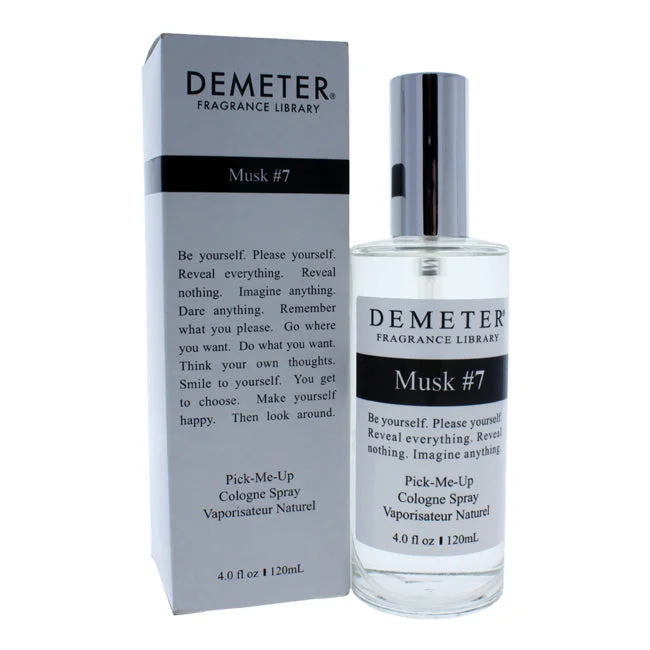 DEMETER®
FRAGRANCE LIBRARY
Musk #7
Be yourself. Please yourself.
Reveal everything. Reveal
nothing. Imagine anything.
Dare anything. Remember
what you please. Go where
you want. Do what you want.
Think your own thoughts.
Smile to yourself. You get
to choose. Make yourself
happy. Then look around.
Pick-Me-Up
Cologne Spray
Vaporisateur Naturel
4.0 fl oz I 120mL
DEMETER®
FRAGRANCE LIBRARY
Musk #7
Be yourself. Please yourself.
Reveal everything. Reveal
nothing. Imagine anything.
Pick-Me-Up
Cologne Spray
Vaporisateur Naturel
4.0 fl oz I 120mL